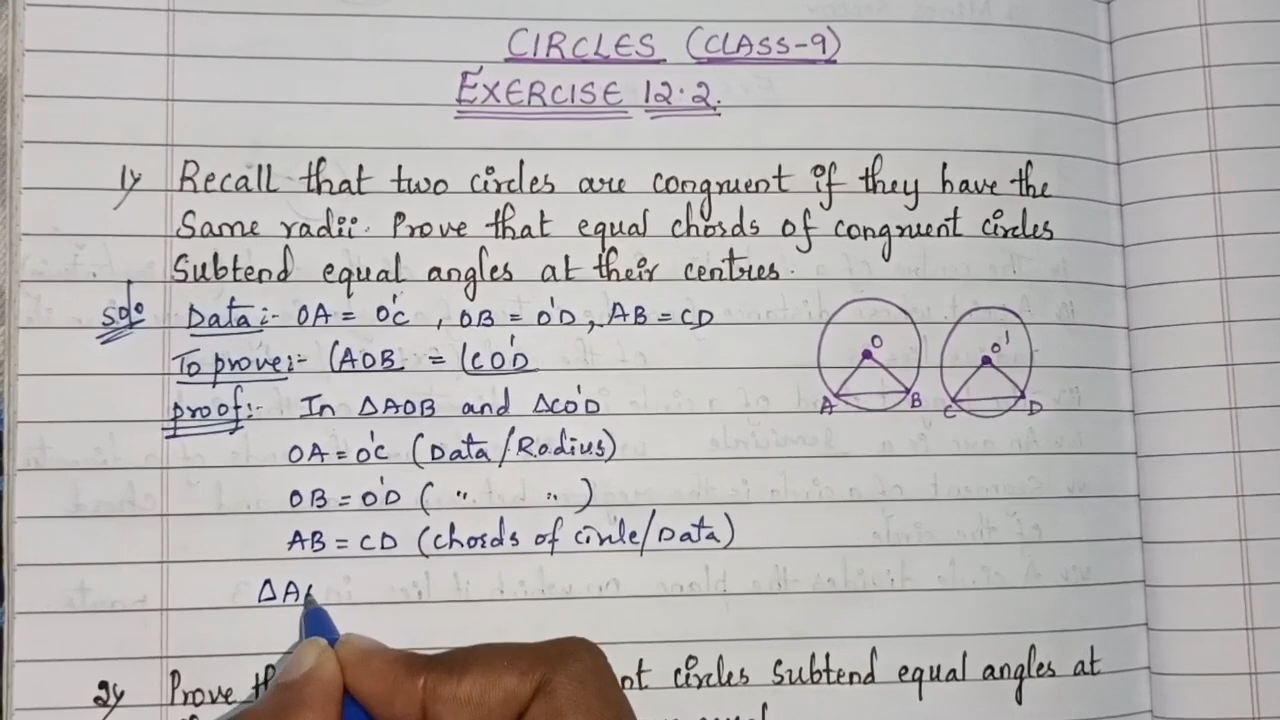 CIRCLES (CLASS-9)
EXERCISE 12.2.
1) Recall that two circles are congruent if they have the
Same radii. Prove that equal chords of congruent circles
Subtend equal angles at their centres.
Soln Data:- OA = O'C, OB = O'D, AB = CD
To prove:- ∠AOB = ∠CO'D
proof:- In ΔAOB and ΔCO'D
OA = O'C (Data/Radius)
OB = O'D ( " " )
AB = CD (chords of circle/Data)
ΔA
2) Prove circles subtend equal angles at
O
A
B
O'
C
D